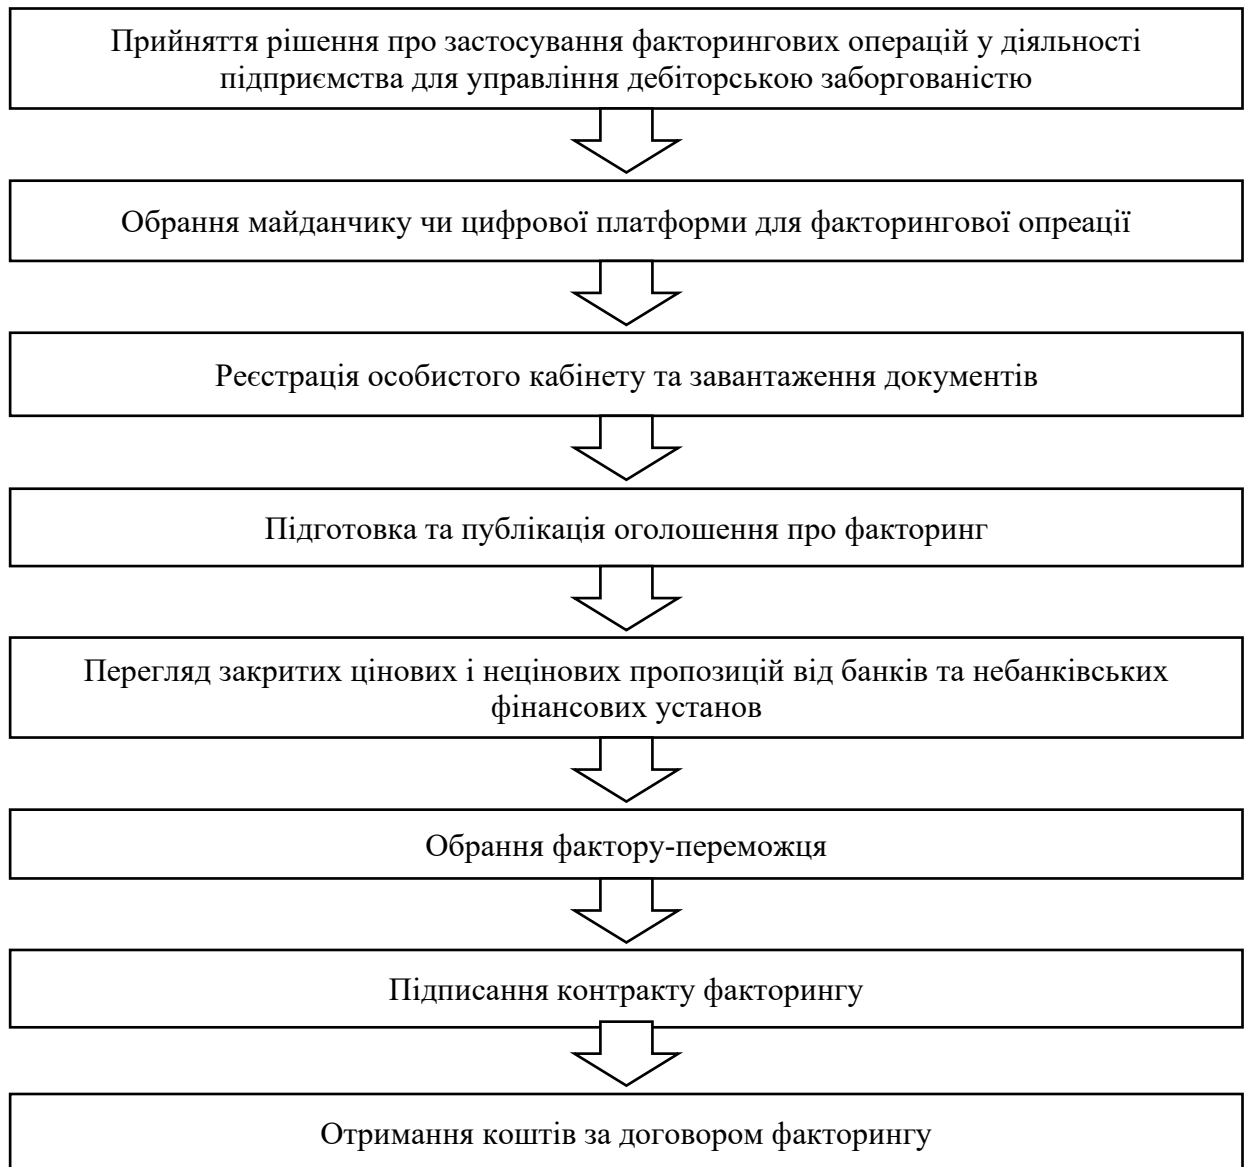 Прийняття рішення про застосування факторингових операцій у діяльності
підприємства для управління дебіторською заборгованістю
Обрання майданчику чи цифрової платформи для факторингової опреації
Реєстрація особистого кабінету та завантаження документів
Підготовка та публікація оголошення про факторинг
Перегляд закритих цінових і нецінових пропозицій від банків та небанківських
фінансових установ
Обрання фактору-переможця
Підписання контракту факторингу
Отримання коштів за договором факторингу